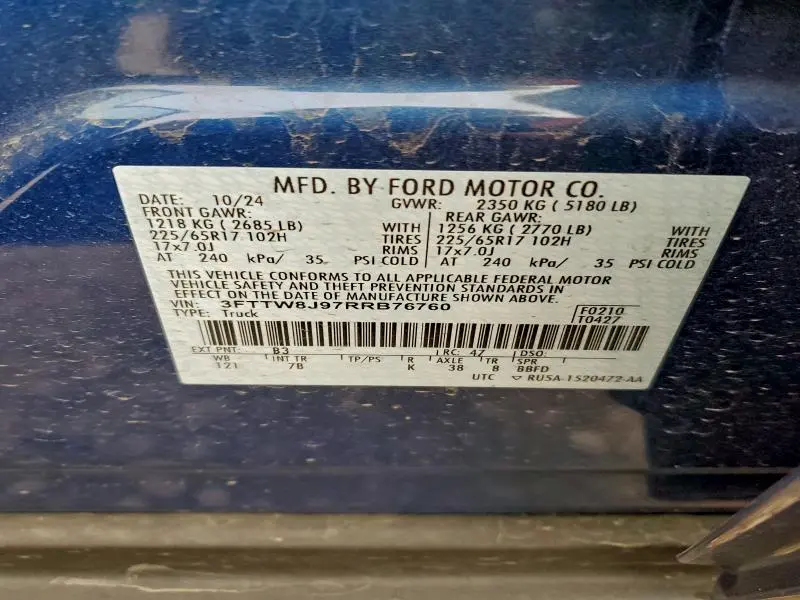 MFD. BY FORD MOTOR CO.
DATE: 10/24 GVWR: 2350 KG ( 5180 LB)
FRONT GAWR: REAR GAWR:
1218 KG ( 2685 LB) WITH 1256 KG ( 2770 LB) WITH
225/65R17 102H TIRES 225/65R17 102H TIRES
17x7.0J RIMS 17x7.0J RIMS
AT 240 kPa/ 35 PSI COLD AT 240 kPa/ 35 PSI COLD
THIS VEHICLE CONFORMS TO ALL APPLICABLE FEDERAL MOTOR
VEHICLE SAFETY AND THEFT PREVENTION STANDARDS IN
EFFECT ON THE DATE OF MANUFACTURE SHOWN ABOVE.
VIN: 3FTTW8J97RRB76760 F0210
TYPE: Truck T0427
EXT PNT: B3 LRC: 47 DSO:
WB INT TR TP/PS R AXLE TR SPR
121 7B K 38 8 BBFD
UTC ▽ RU5A-1520472-AA